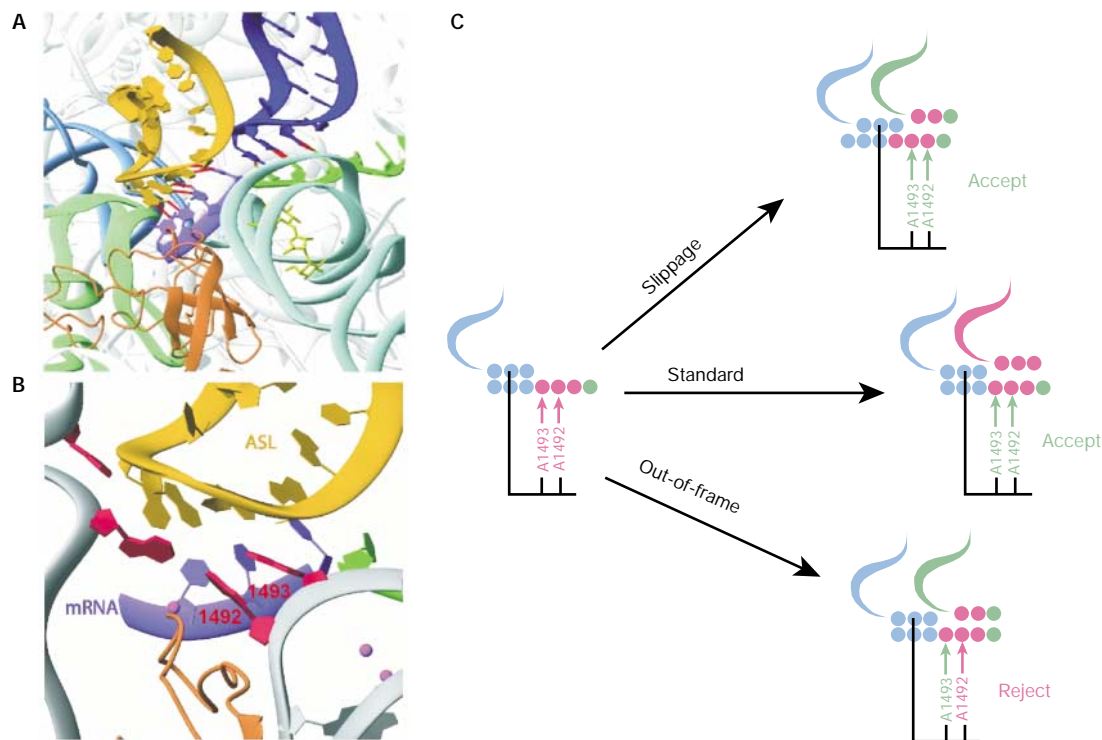 A
B
ASL
mRNA
1492
1493
C
Slippage
Standard
Out-of-frame
A1493
A1492
A1493
A1492
Accept
A1493
A1492
Accept
A1493
A1492
Reject